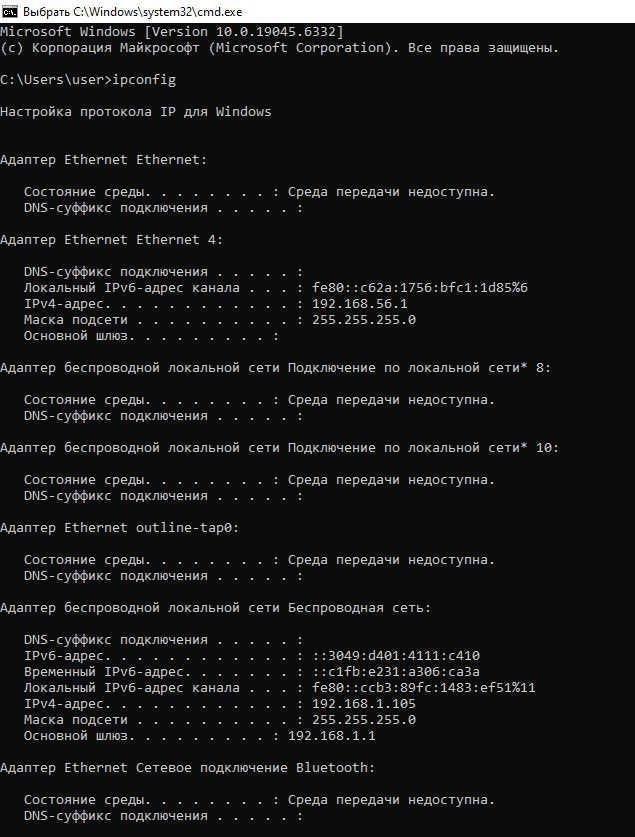 Выбрать C:\Windows\system32\cmd.exe
Microsoft Windows [Version 10.0.19045.6332]
(c) Корпорация Майкрософт (Microsoft Corporation). Все права защищены.
C:\Users\user>ipconfig
Настройка протокола IP для Windows
Адаптер Ethernet Ethernet:
Состояние среды. . . . . . . . : Среда передачи недоступна.
DNS-суффикс подключения . . . . . :
Адаптер Ethernet Ethernet 4:
DNS-суффикс подключения . . . . . :
Локальный IPv6-адрес канала . . . : fe80::c62a:1756:bfc1:1d85%6
IPv4-адрес. . . . . . . . . . . . : 192.168.56.1
Маска подсети . . . . . . . . . . : 255.255.255.0
Основной шлюз. . . . . . . . . :
Адаптер беспроводной локальной сети Подключение по локальной сети* 8:
Состояние среды. . . . . . . . : Среда передачи недоступна.
DNS-суффикс подключения . . . . . :
Адаптер беспроводной локальной сети Подключение по локальной сети* 10:
Состояние среды. . . . . . . . : Среда передачи недоступна.
DNS-суффикс подключения . . . . . :
Адаптер Ethernet outline-tap0:
Состояние среды. . . . . . . . : Среда передачи недоступна.
DNS-суффикс подключения . . . . . :
Адаптер беспроводной локальной сети Беспроводная сеть:
DNS-суффикс подключения . . . . . :
IPv6-адрес. . . . . . . . . . . . : ::3049:d401:4111:c410
Временный IPv6-адрес. . . . . . . : ::c1fb:e231:a306:ca3a
Локальный IPv6-адрес канала . . . : fe80::ccb3:89fc:1483:ef51%11
IPv4-адрес. . . . . . . . . . . . : 192.168.1.105
Маска подсети . . . . . . . . . . : 255.255.255.0
Основной шлюз. . . . . . . . . : 192.168.1.1
Адаптер Ethernet Сетевое подключение Bluetooth:
Состояние среды. . . . . . . . : Среда передачи недоступна.
DNS-суффикс подключения . . . . . :